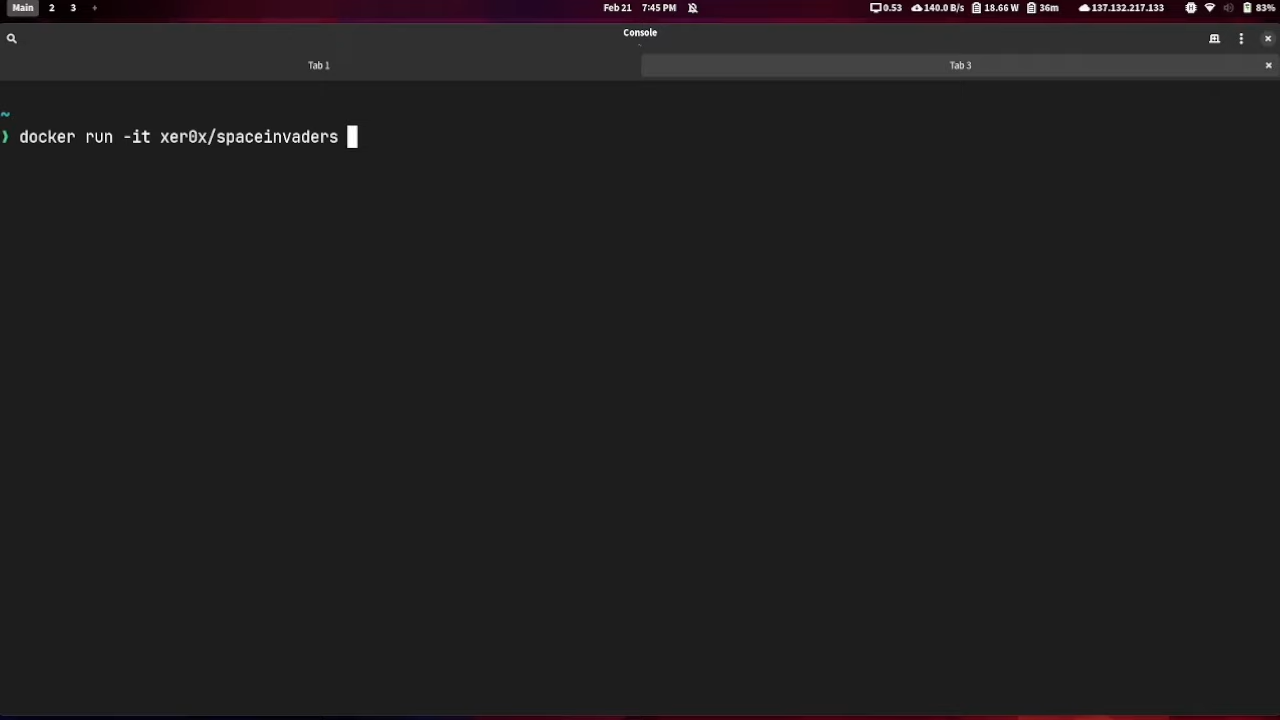 Main 2 3 + Feb 21 7:45 PM 0.53 140.0 B/s 18.66 W 36m 137.132.217.133 83%
Console
~
Tab 1 Tab 3
~
❯ docker run -it xer0x/spaceinvaders